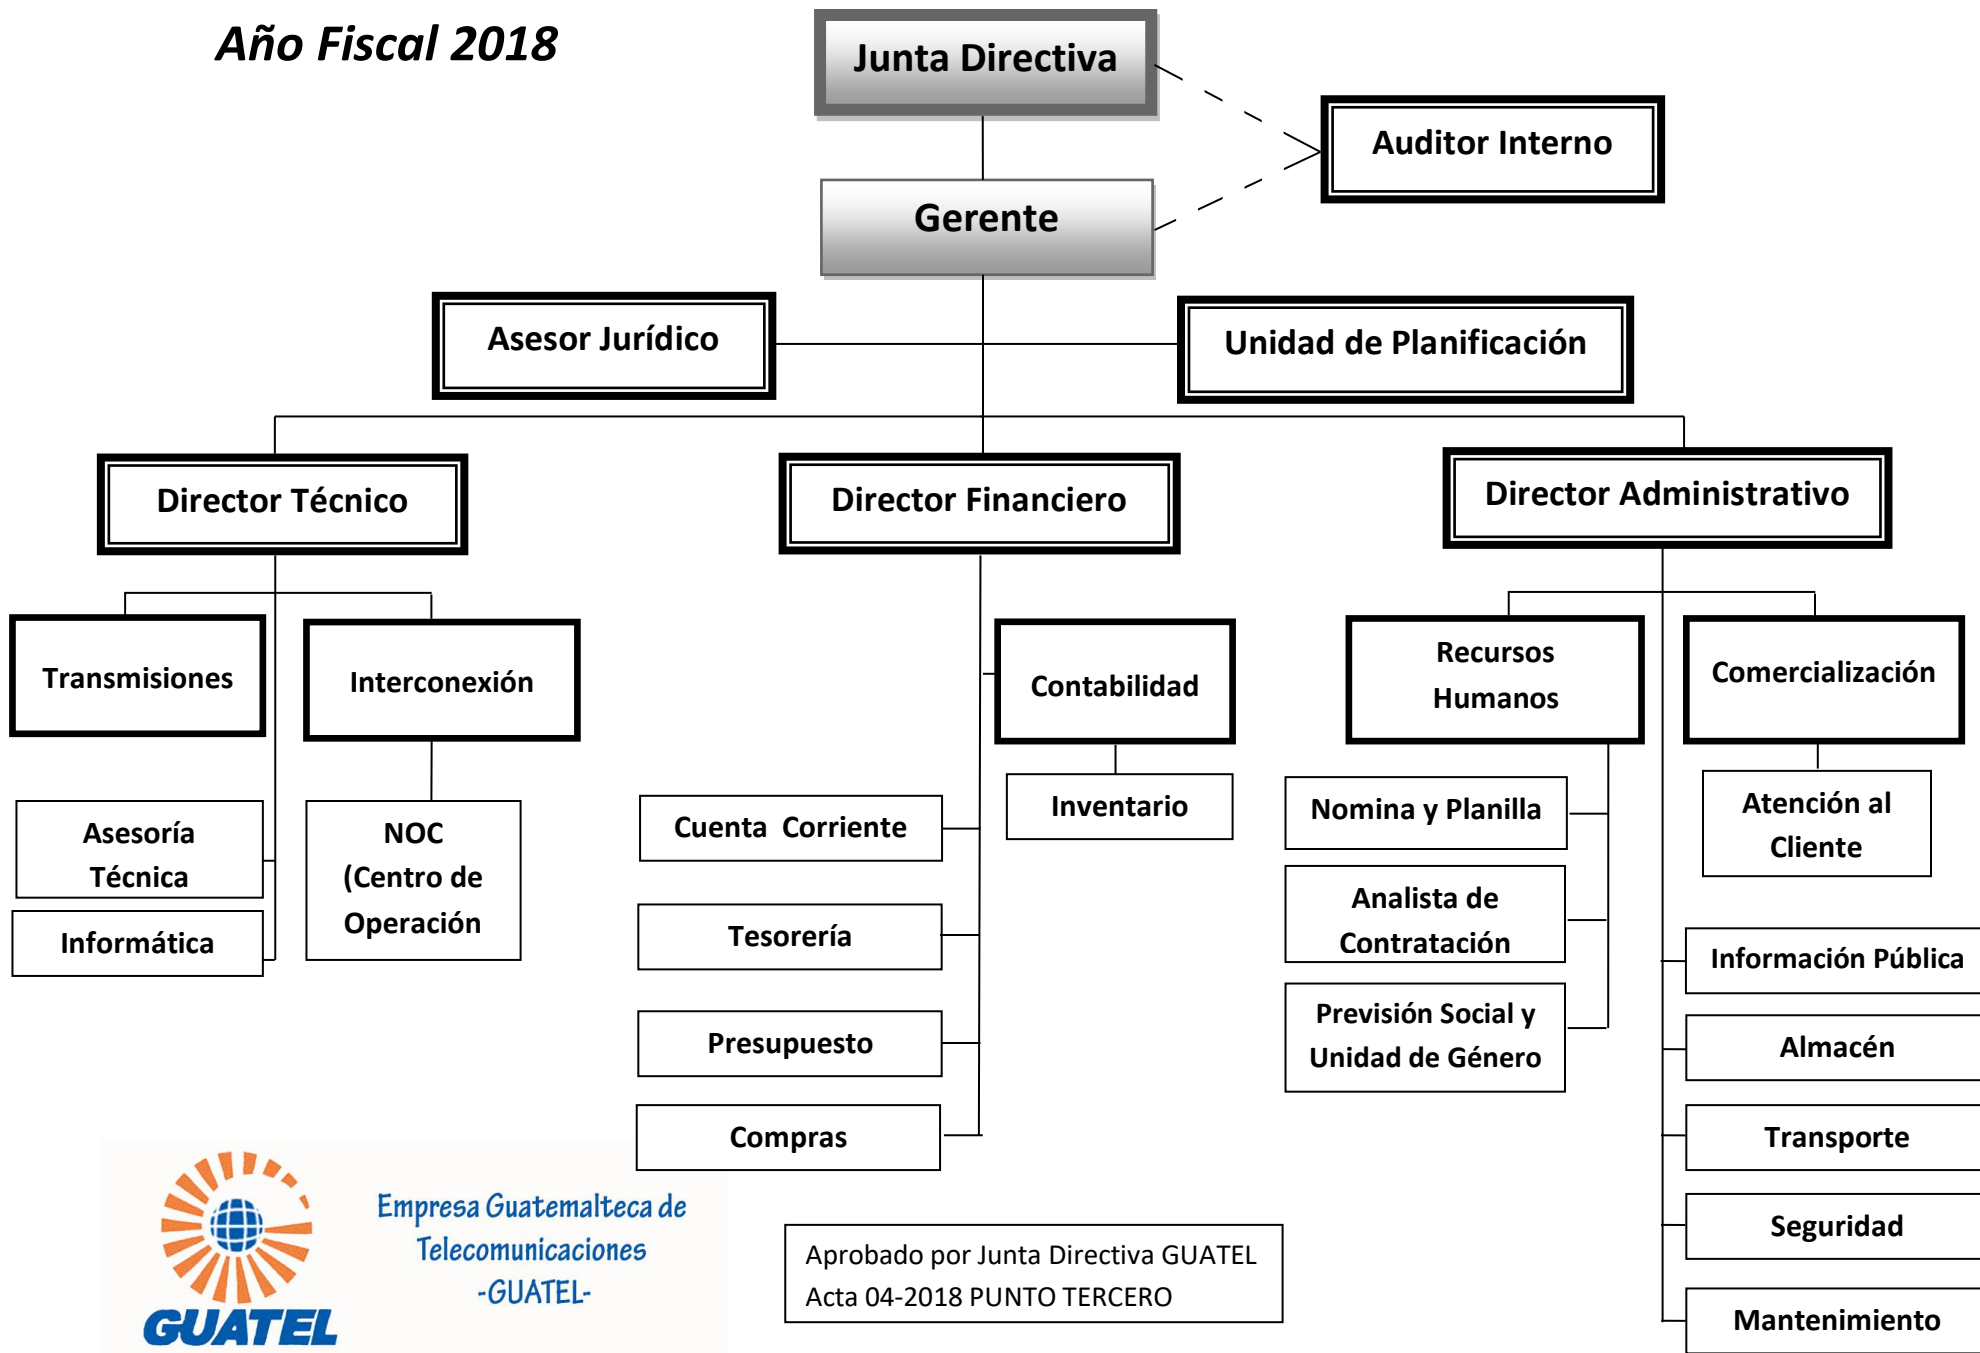 Año Fiscal 2018
Junta Directiva
Auditor Interno
Gerente
Asesor Jurídico
Unidad de Planificación
Director Técnico
Director Financiero
Director Administrativo
Transmisiones
Interconexión
Contabilidad
Recursos
Humanos
Comercialización
Asesoría
Técnica
Informática
NOC
(Centro de
Operación
Cuenta  Corriente
Tesorería
Presupuesto
Compras
Inventario
Nomina y Planilla
Analista de
Contratación
Previsión Social y
Unidad de Género
Atención al
Cliente
Información Pública
Almacén
Transporte
Seguridad
Mantenimiento
GUATEL
Empresa Guatemalteca de
Telecomunicaciones
-GUATEL-
Aprobado por Junta Directiva GUATEL
Acta 04-2018 PUNTO TERCERO